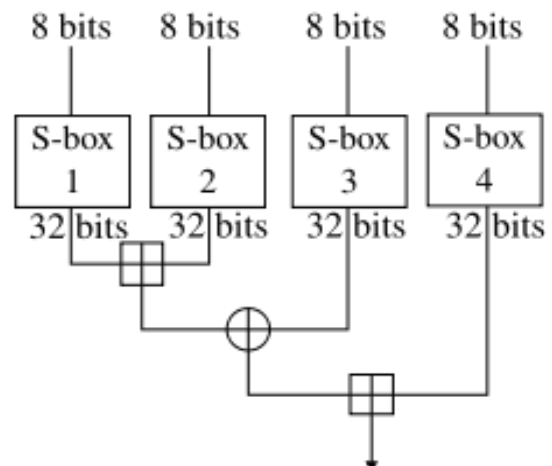 8 bits 8 bits 8 bits 8 bits
S-box S-box S-box S-box
1 2 3 4
32 bits 32 bits 32 bits 32 bits